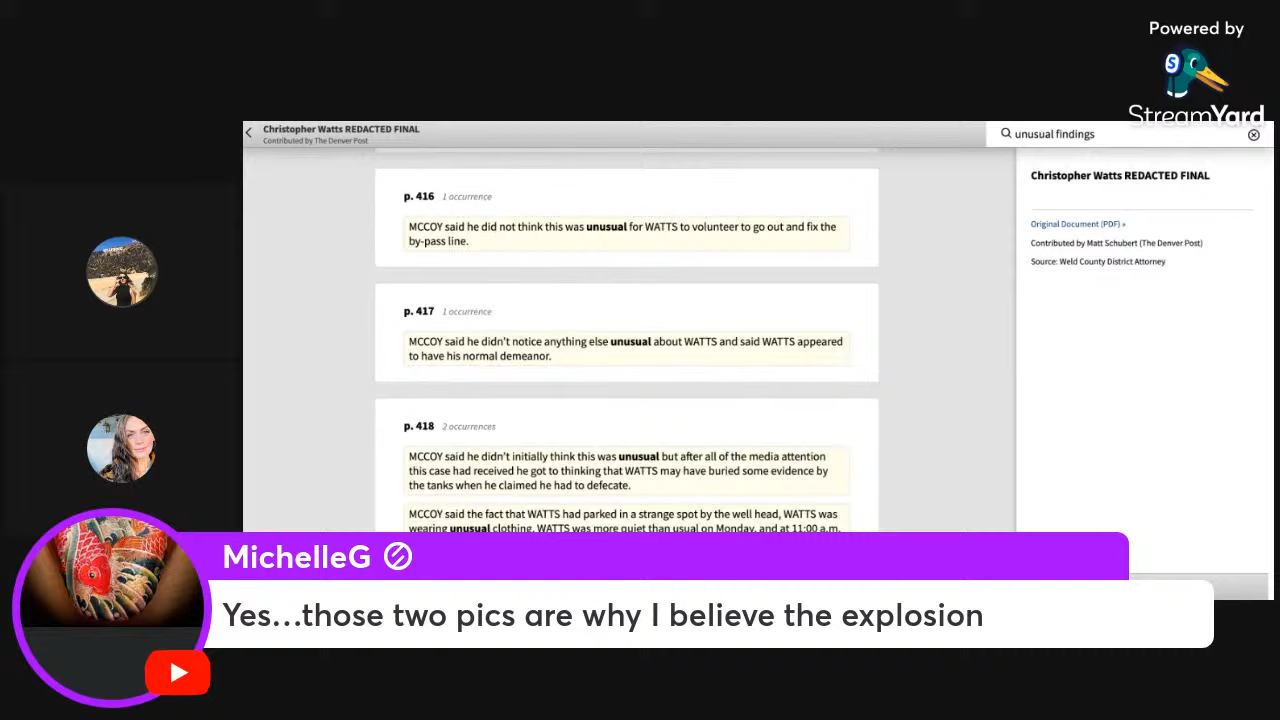 Powered by
StreamYard
Christopher Watts REDACTED FINAL
Contributed by The Denver Post
unusual findings
p. 416 1 occurrence
MCCOY said he did not think this was unusual for WATTS to volunteer to go out and fix the
by-pass line.
p. 417 1 occurrence
MCCOY said he didn't notice anything else unusual about WATTS and said WATTS appeared
to have his normal demeanor.
p. 418 2 occurrences
MCCOY said he didn't initially think this was unusual but after all of the media attention
this case had received he got to thinking that WATTS may have buried some evidence by
the tanks when he claimed he had to defecate.
MCCOY said the fact that WATTS had parked in a strange spot by the well head, WATTS was
wearing unusual clothing, WATTS was more quiet than usual on Monday, and at 11:00 a.m.
Christopher Watts REDACTED FINAL
Original Document (PDF) »
Contributed by Matt Schubert (The Denver Post)
Source: Weld County District Attorney
MichelleG
Yes...those two pics are why I believe the explosion